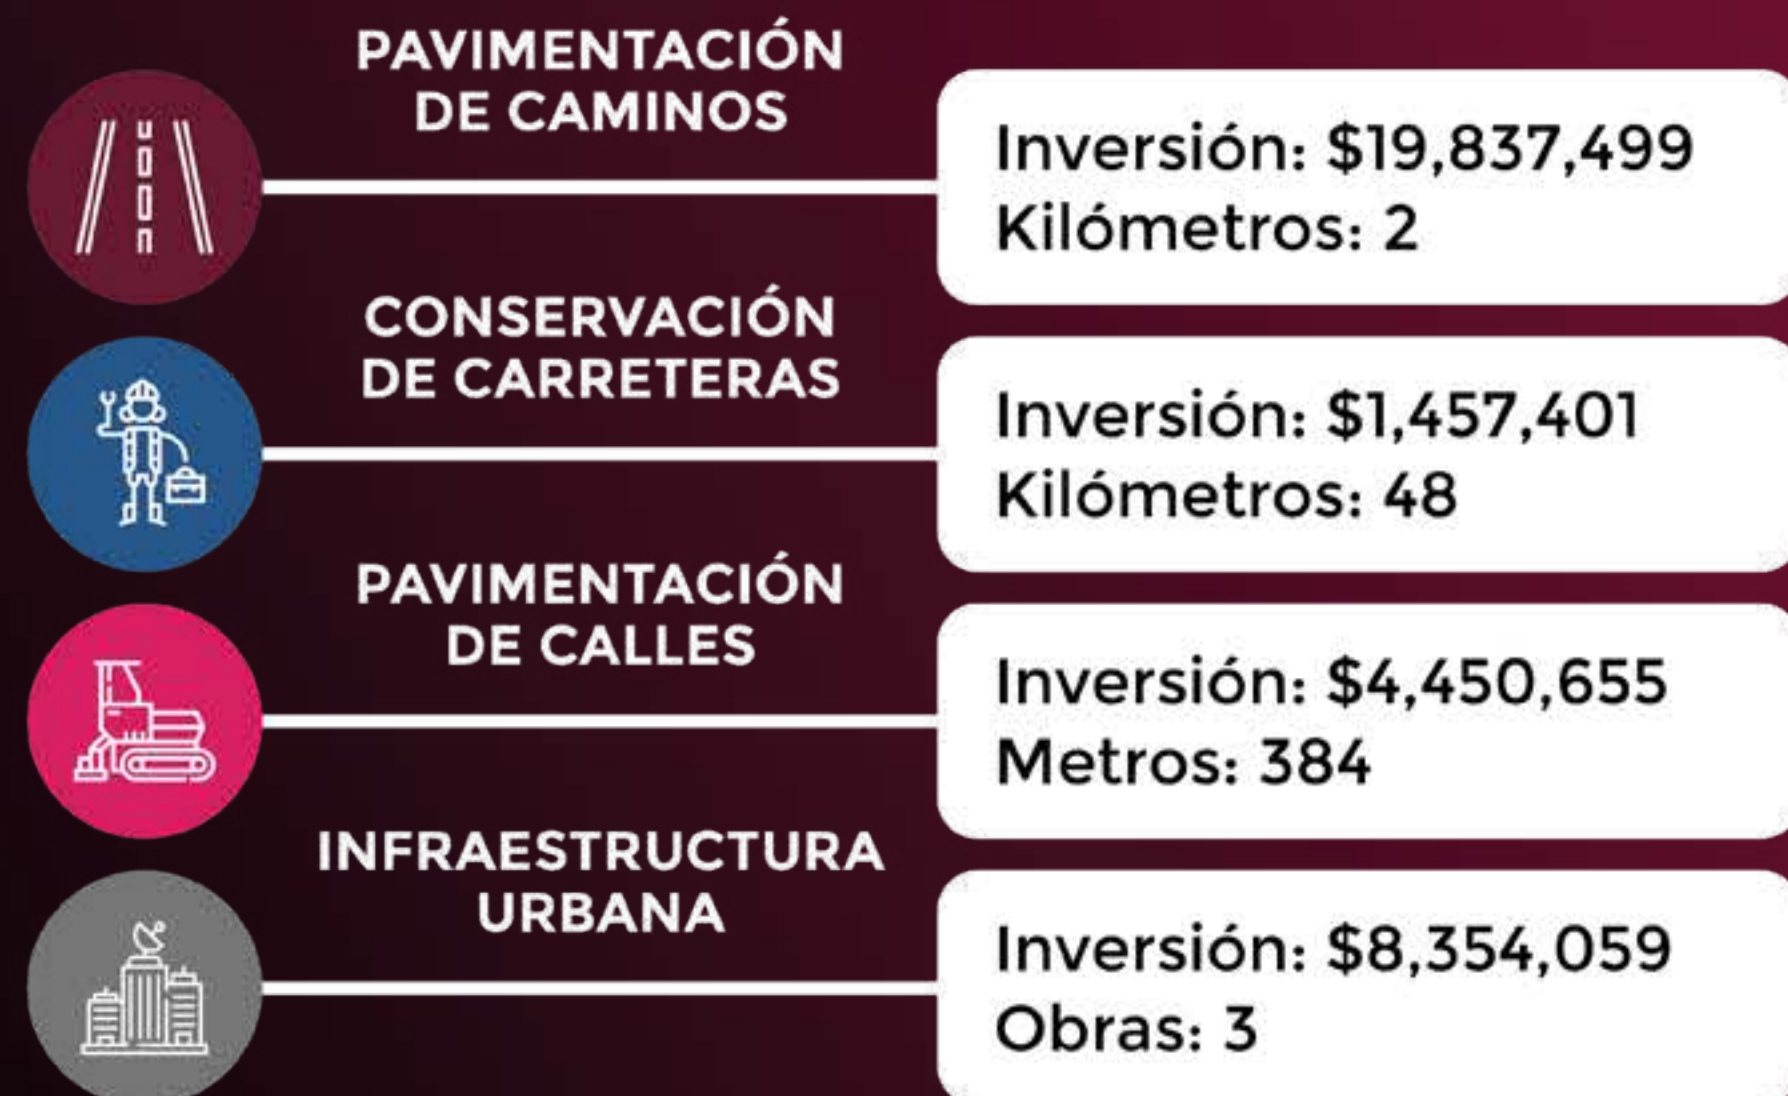 PAVIMENTACIÓN
DE CAMINOS
Inversión: $19,837,499
Kilómetros: 2
CONSERVACIÓN
DE CARRETERAS
Inversión: $1,457,401
Kilómetros: 48
PAVIMENTACIÓN
DE CALLES
Inversión: $4,450,655
Metros: 384
INFRAESTRUCTURA
URBANA
Inversión: $8,354,059
Obras: 3